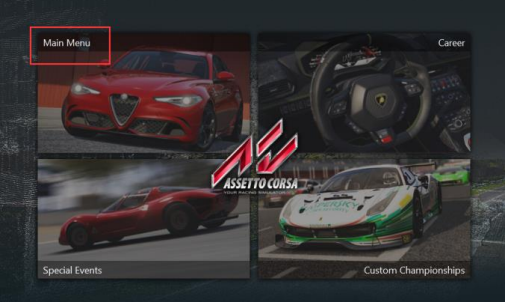 Main Menu
Career
ASSETTO CORSA
YOUR RACING SIMULATOR
Special Events
Custom Championships